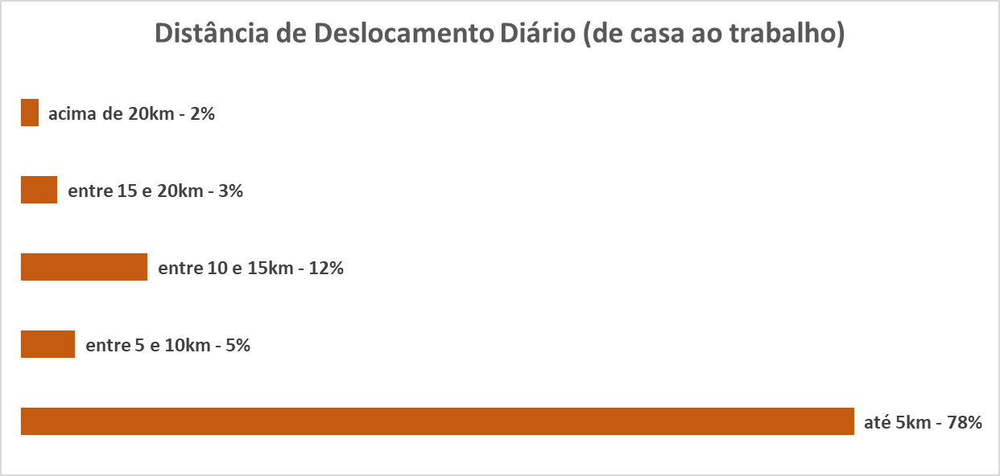 Distância de Deslocamento Diário (de casa ao trabalho)
acima de 20km - 2%
entre 15 e 20km - 3%
entre 10 e 15km - 12%
entre 5 e 10km - 5%
até 5km - 78%